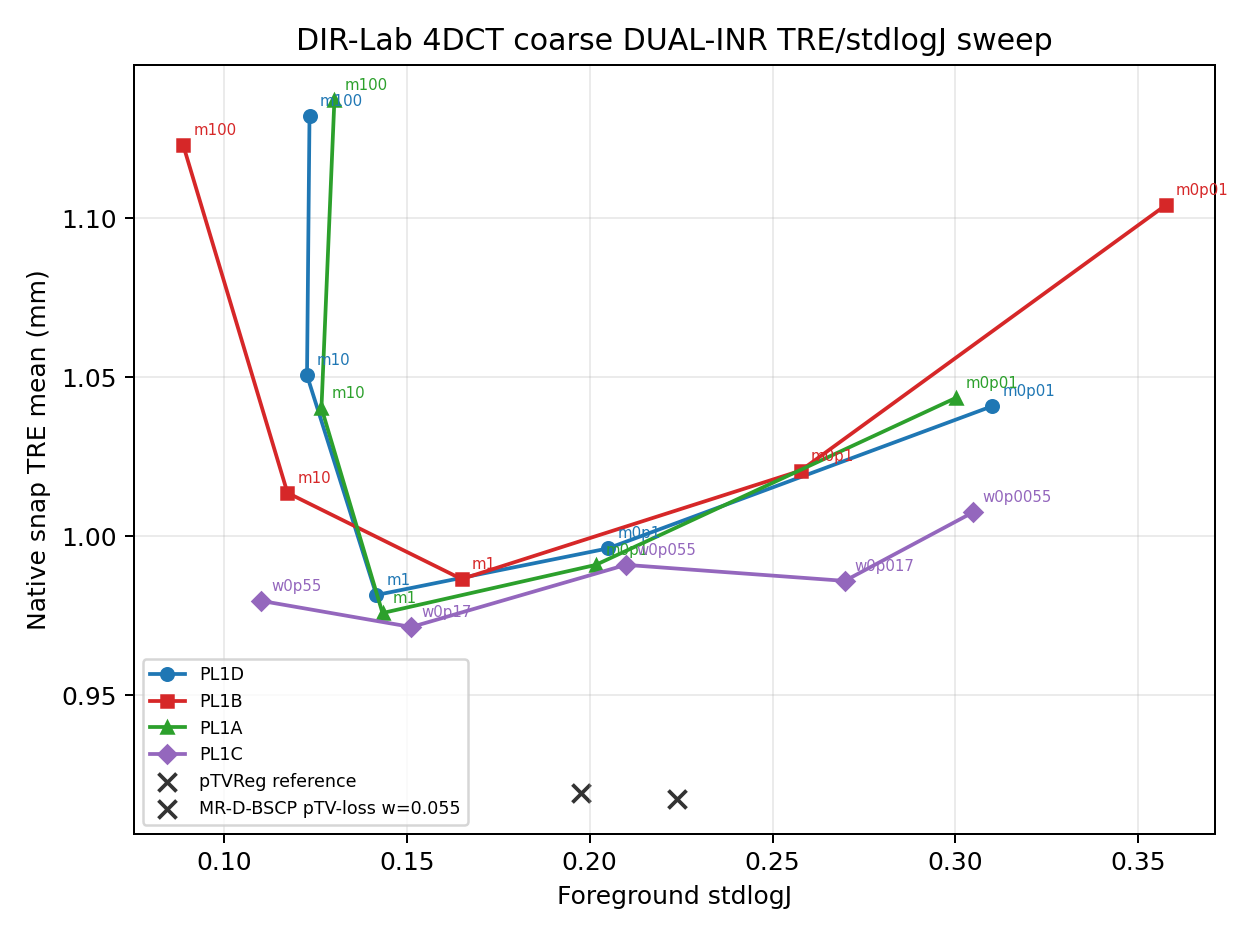 DIR-Lab 4DCT coarse DUAL-INR TRE/stdlogJ sweep
Native snap TRE mean (mm)
1.10
1.05
1.00
0.95
m100
m100
m100
m0p01
m10
m10
m10
m0p01
m0p01
m0p1
w0p0055
m0p1
m0p1
w0p055
m1
w0p017
m1
w0p55
m1
w0p17
PL1D
PL1B
PL1A
PL1C
pTVReg reference
MR-D-BSCP pTV-loss w=0.055
0.10 0.15 0.20 0.25 0.30 0.35
Foreground stdlogJ